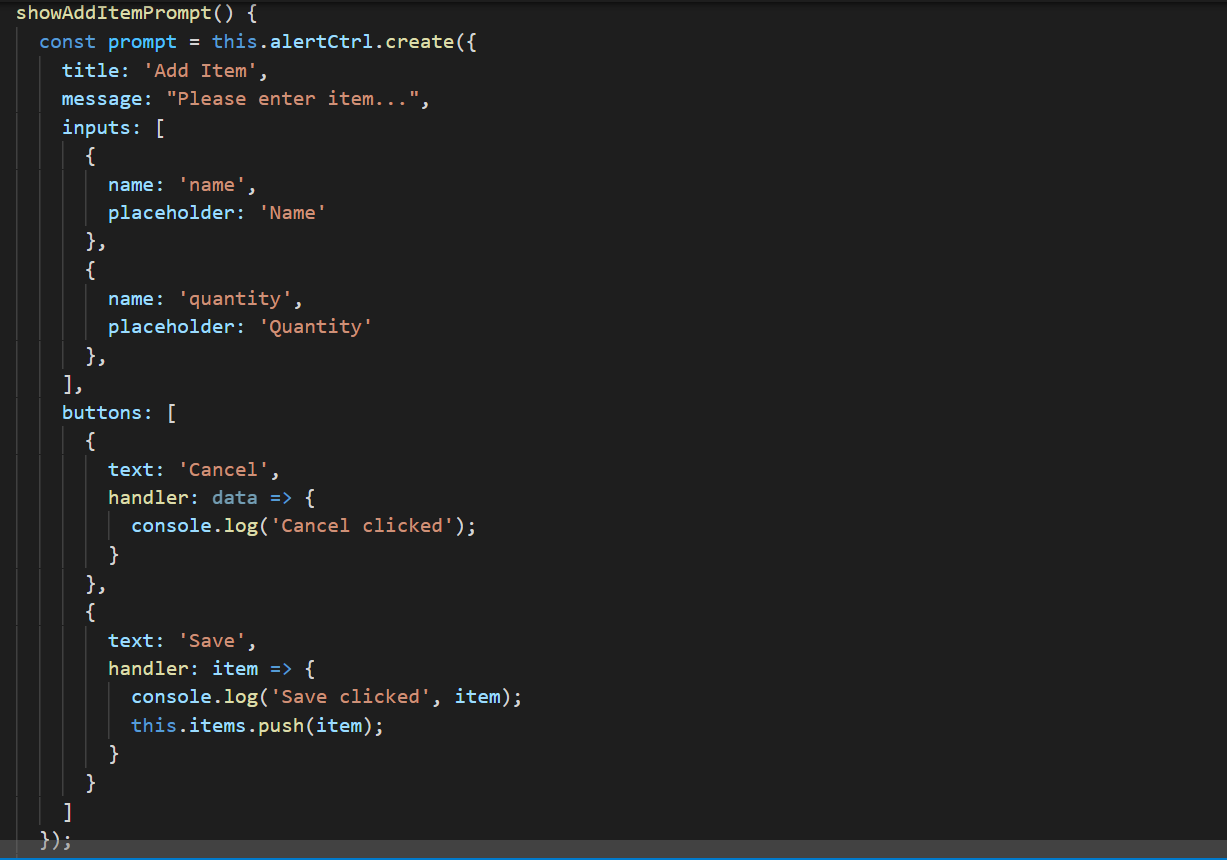 showAddItemPrompt() {
const prompt = this.alertCtrl.create({
title: 'Add Item',
message: "Please enter item...",
inputs: [
{
name: 'name',
placeholder: 'Name'
},
{
name: 'quantity',
placeholder: 'Quantity'
},
],
buttons: [
{
text: 'Cancel',
handler: data => {
console.log('Cancel clicked');
}
},
{
text: 'Save',
handler: item => {
console.log('Save clicked', item);
this.items.push(item);
}
}
]
});